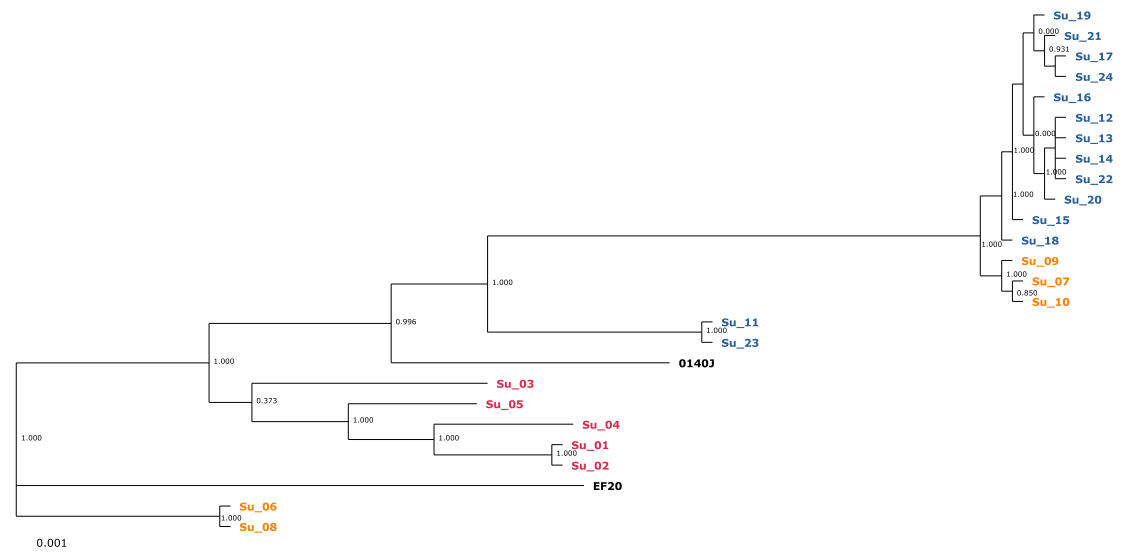 Su_19
0.000
Su_21
0.931
Su_17
Su_24
Su_16
Su_12
0.000
Su_13
1.000
Su_14
1.000
Su_22
1.000
Su_20
Su_15
Su_18
1.000
Su_09
1.000
Su_07
0.850
Su_10
1.000
Su_11
0.996
1.000
Su_23
1.000
0140J
Su_03
0.373
Su_05
1.000
Su_04
1.000
1.000
Su_01
1.000
Su_02
EF20
Su_06
1.000
Su_08
0.001